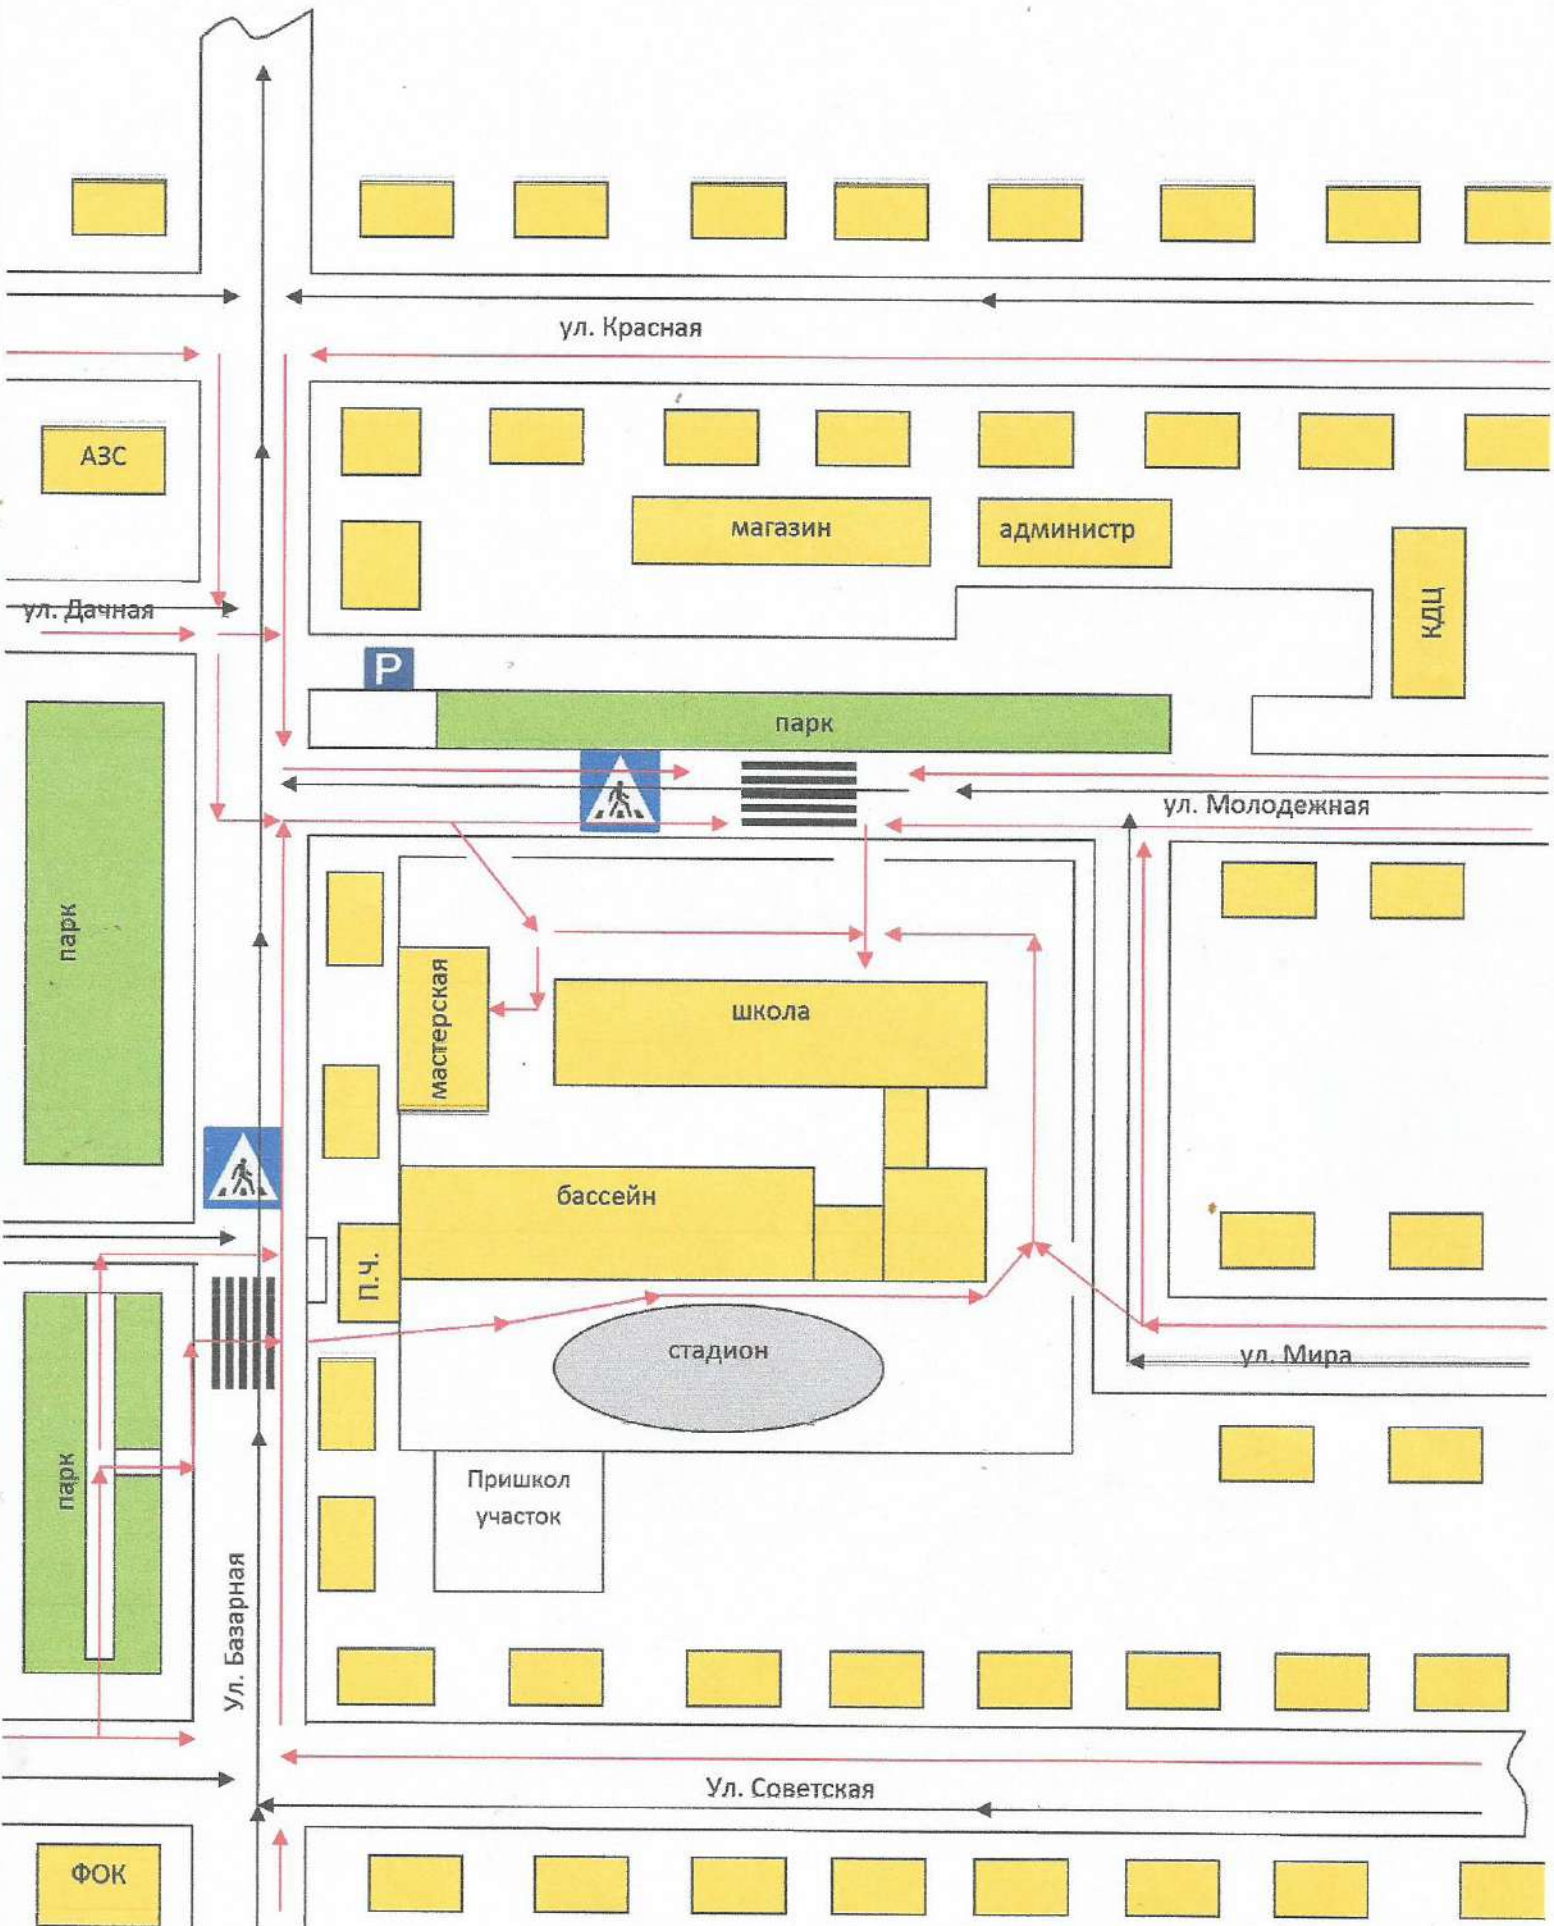 ул. Красная
АЗС
магазин
администр
КДЦ
ул. Дачная
P
парк
ул. Молодежная
парк
мастерская
школа
бассейн
П.Ч.
стадион
ул. Мира
парк
Пришкол
участок
Ул. Базарная
Ул. Советская
ФОК